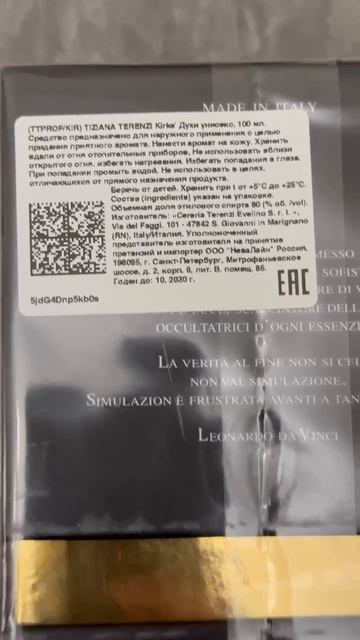 MADE IN ITALY
(TTPROF/KIR) TIZIANA TERENZI Kirke' Духи унисекс, 100 мл.
Средство предназначено для наружного применения с целью
придания приятного аромата. Нанести аромат на кожу. Хранить
вдали от огня отопительных приборов, Не использовать вблизи
открытого огня, избегать нагревания. Избегать попадания в глаза.
При попадании промыть водой. Не использовать в целях,
отличающихся от прямого назначения продукта.
Беречь от детей. Хранить при t от +5°С до +25°С.
Состав (ingredients) указан на упаковке.
Объемная доля этилового спирта 80 (% об. /vol).
Изготовитель: «Cereria Terenzi Evelino S. r. l.»,
Via del Faggi, 101 - 47842 S. Giovanni in Marignano
(RN), Italy/Италия. Уполномоченный
представитель изготовителя на принятие
претензий и импортер ООО "НеваЛайн" Россия,
198095, г. Санкт-Петербург, Митрофаньевское
шоссе, д. 2, корп. 9, лит. В, помещ. 85.
Годен до: 10. 2030 г.
EAC
5jdG4Dnp5kb0s
MESSO
SOFIS
RE DI V
DELL
OCCULTATRICI D'OGNI ESSENZ
LA VERITÀ AL FINE NON SI CEL
NON VAL SIMULAZIONE.
SIMULAZION È FRUSTRATA AVANTI A TAN
LEONARDO DA VINCI